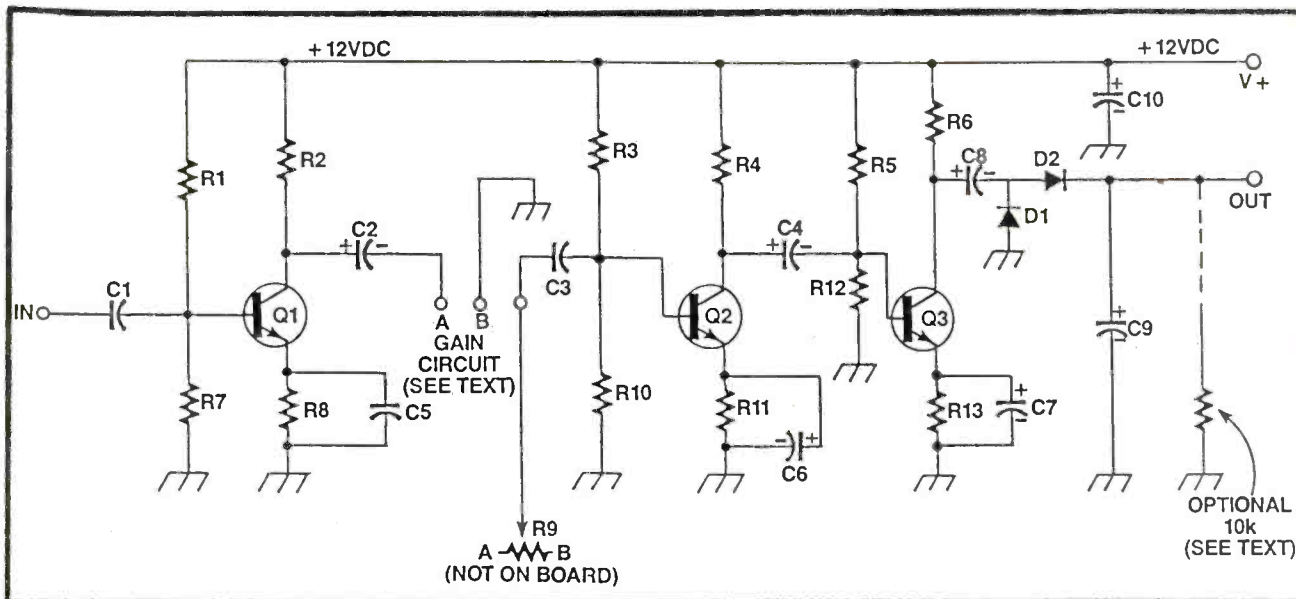 +12VDC
+12VDC
V+
C10
R1
R2
R3
R4
R5
R6
C8
D2
D1
OUT
C2
C4
C1
IN
Q1
A
B
GAIN
CIRCUIT
(SEE TEXT)
C3
Q2
R12
Q3
C9
R7
R8
C5
R10
R11
C6
R13
C7
R9
A
B
(NOT ON BOARD)
OPTIONAL
10k
(SEE TEXT)